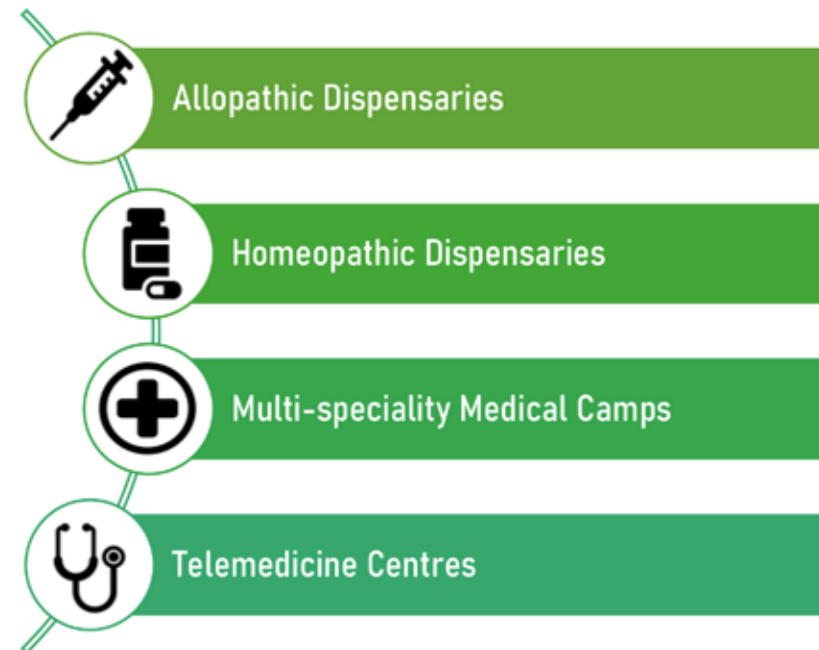 Allopathic Dispensaries
Homeopathic Dispensaries
Multi-speciality Medical Camps
Telemedicine Centres